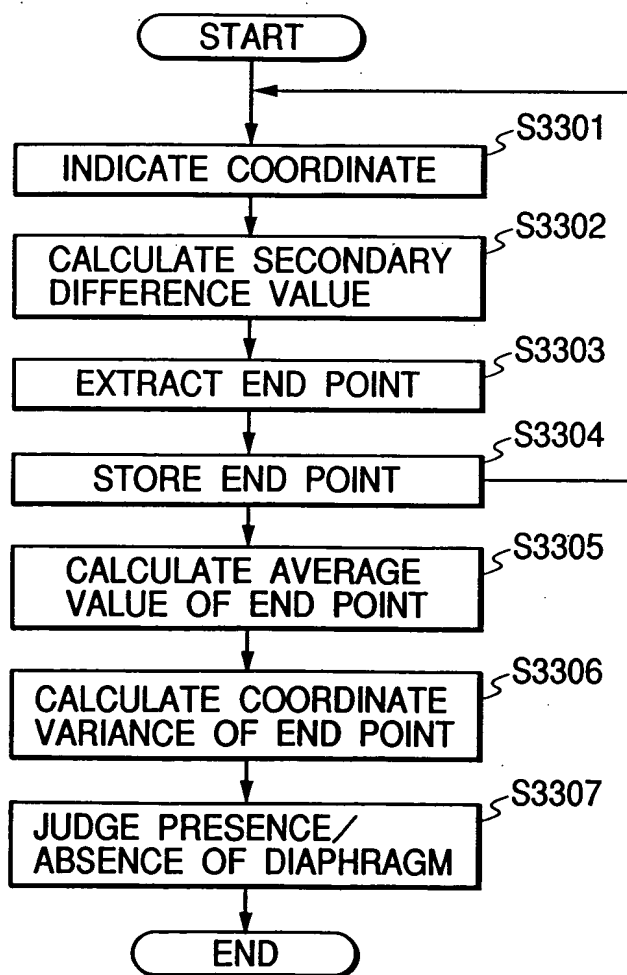 START
S3301
INDICATE COORDINATE
S3302
CALCULATE SECONDARY
DIFFERENCE VALUE
S3303
EXTRACT END POINT
S3304
STORE END POINT
S3305
CALCULATE AVERAGE
VALUE OF END POINT
S3306
CALCULATE COORDINATE
VARIANCE OF END POINT
S3307
JUDGE PRESENCE/
ABSENCE OF DIAPHRAGM
END